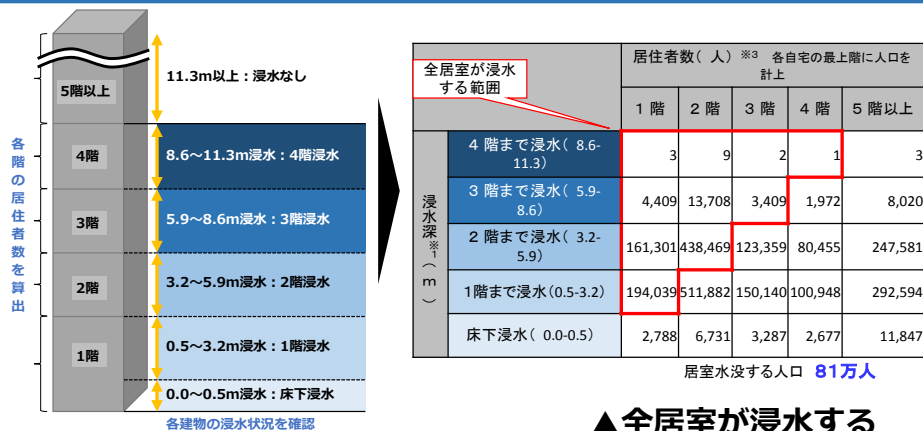 各階の居住者数を算出
5階以上
4階
3階
2階
1階
11.3m以上：浸水なし
8.6～11.3m浸水：4階浸水
5.9～8.6m浸水：3階浸水
3.2～5.9m浸水：2階浸水
0.5～3.2m浸水：1階浸水
0.0～0.5m浸水：床下浸水
各建物の浸水状況を確認
全居室が浸水
する範囲
居住者数(人) ※3 各自宅の最上階に人口を
計上
1階 2階 3階 4階 5階以上
浸水深※1（m）
4階まで浸水(8.6-
11.3)
3 9 2 1 3
3階まで浸水(5.9-
8.6)
4,409 13,708 3,409 1,972 8,020
2階まで浸水(3.2-
5.9)
161,301 438,469 123,359 80,455 247,581
1階まで浸水(0.5-3.2) 194,039 511,882 150,140 100,948 292,594
床下浸水(0.0-0.5) 2,788 6,731 3,287 2,677 11,847
居室水没する人口 81万人
▲全居室が浸水する